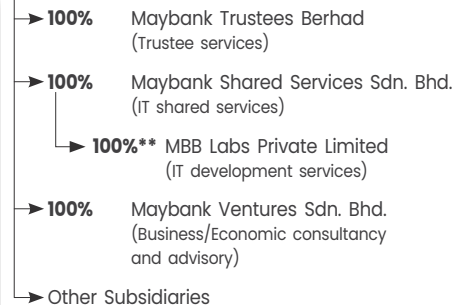 100% Maybank Trustees Berhad
(Trustee services)
100% Maybank Shared Services Sdn. Bhd.
(IT shared services)
100%** MBB Labs Private Limited
(IT development services)
100% Maybank Ventures Sdn. Bhd.
(Business/Economic consultancy
and advisory)
Other Subsidiaries